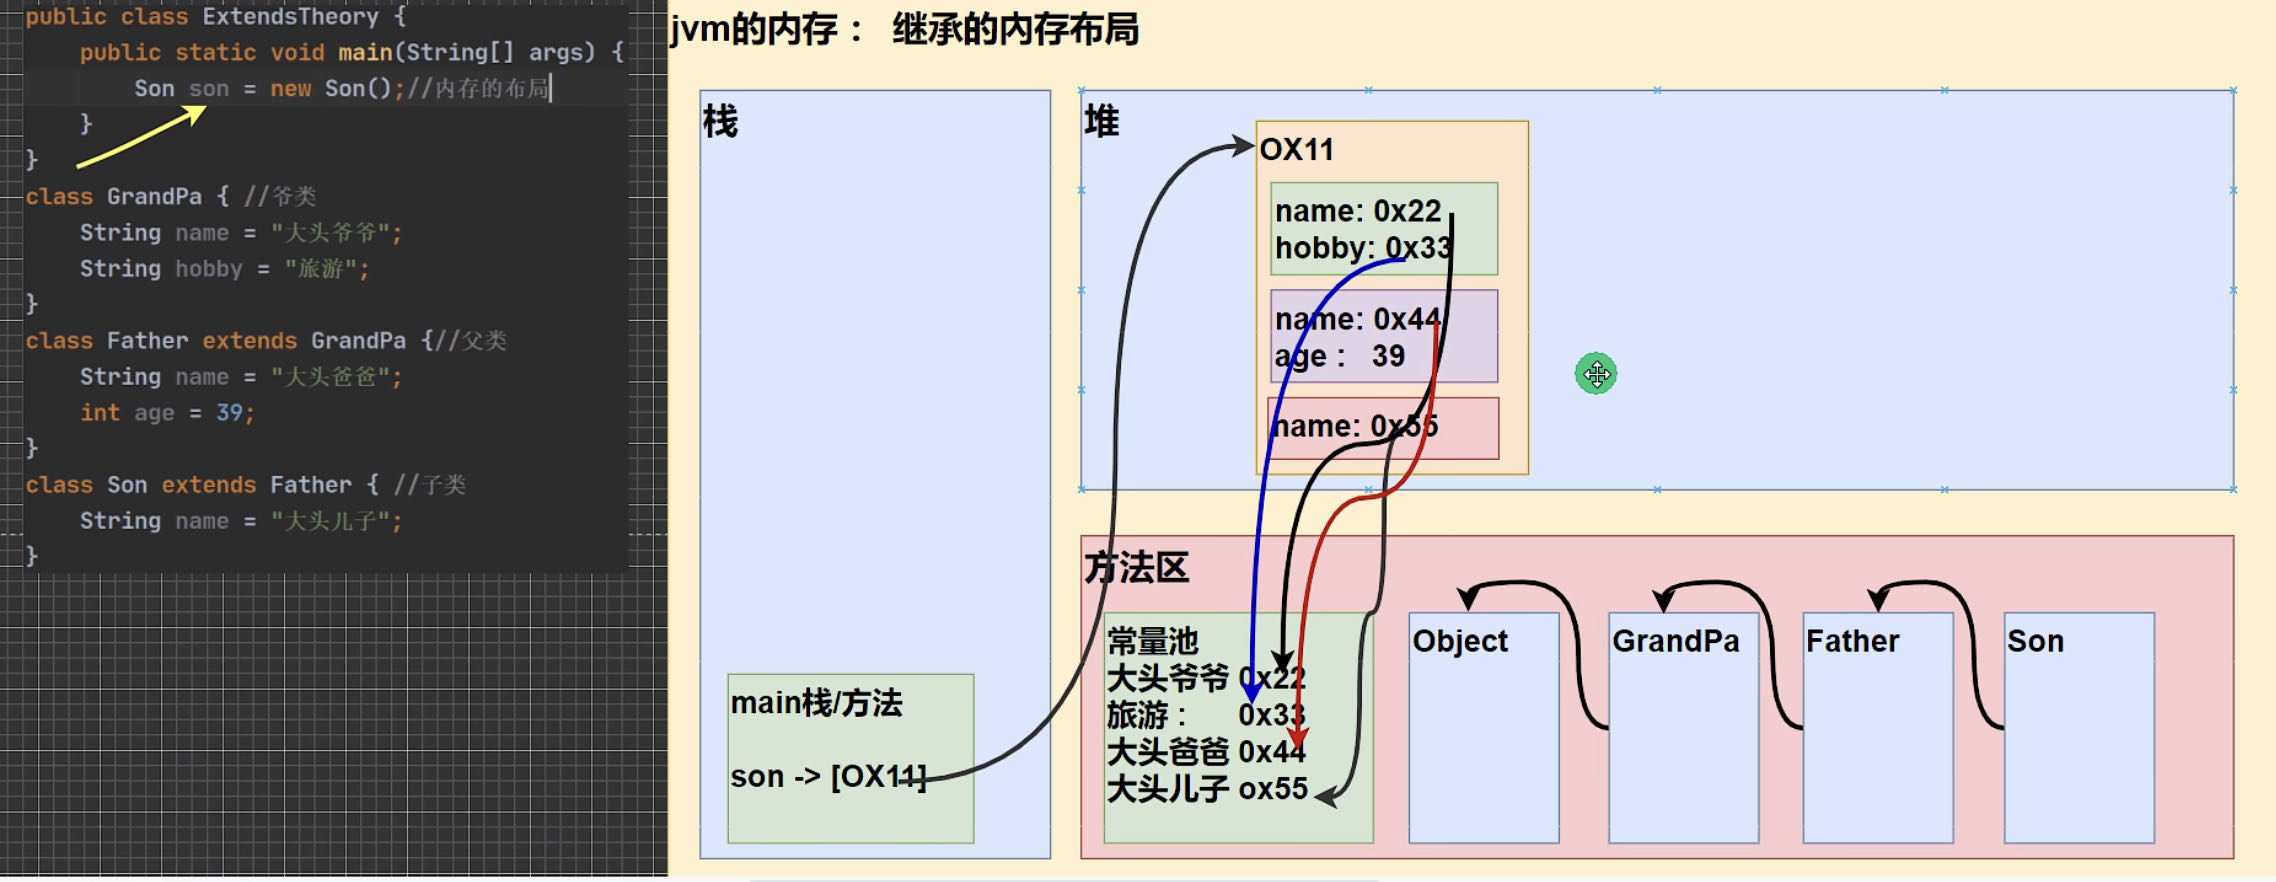 public class ExtendsTheory {
public static void main(String[] args) {
Son son = new Son();//内存的布局
}
}
class GrandPa { //爷类
String name = "大头爷爷";
String hobby = "旅游";
}
class Father extends GrandPa {//父类
String name = "大头爸爸";
int age = 39;
}
class Son extends Father { //子类
String name = "大头儿子";
}
jvm的内存： 继承的内存布局
栈
main栈/方法
son -> [OX11]
堆
OX11
name: 0x22
hobby: 0x33
name: 0x44
age： 39
name: 0x55
方法区
常量池
大头爷爷 0x22
旅游： 0x33
大头爸爸 0x44
大头儿子 ox55
Object
GrandPa
Father
Son